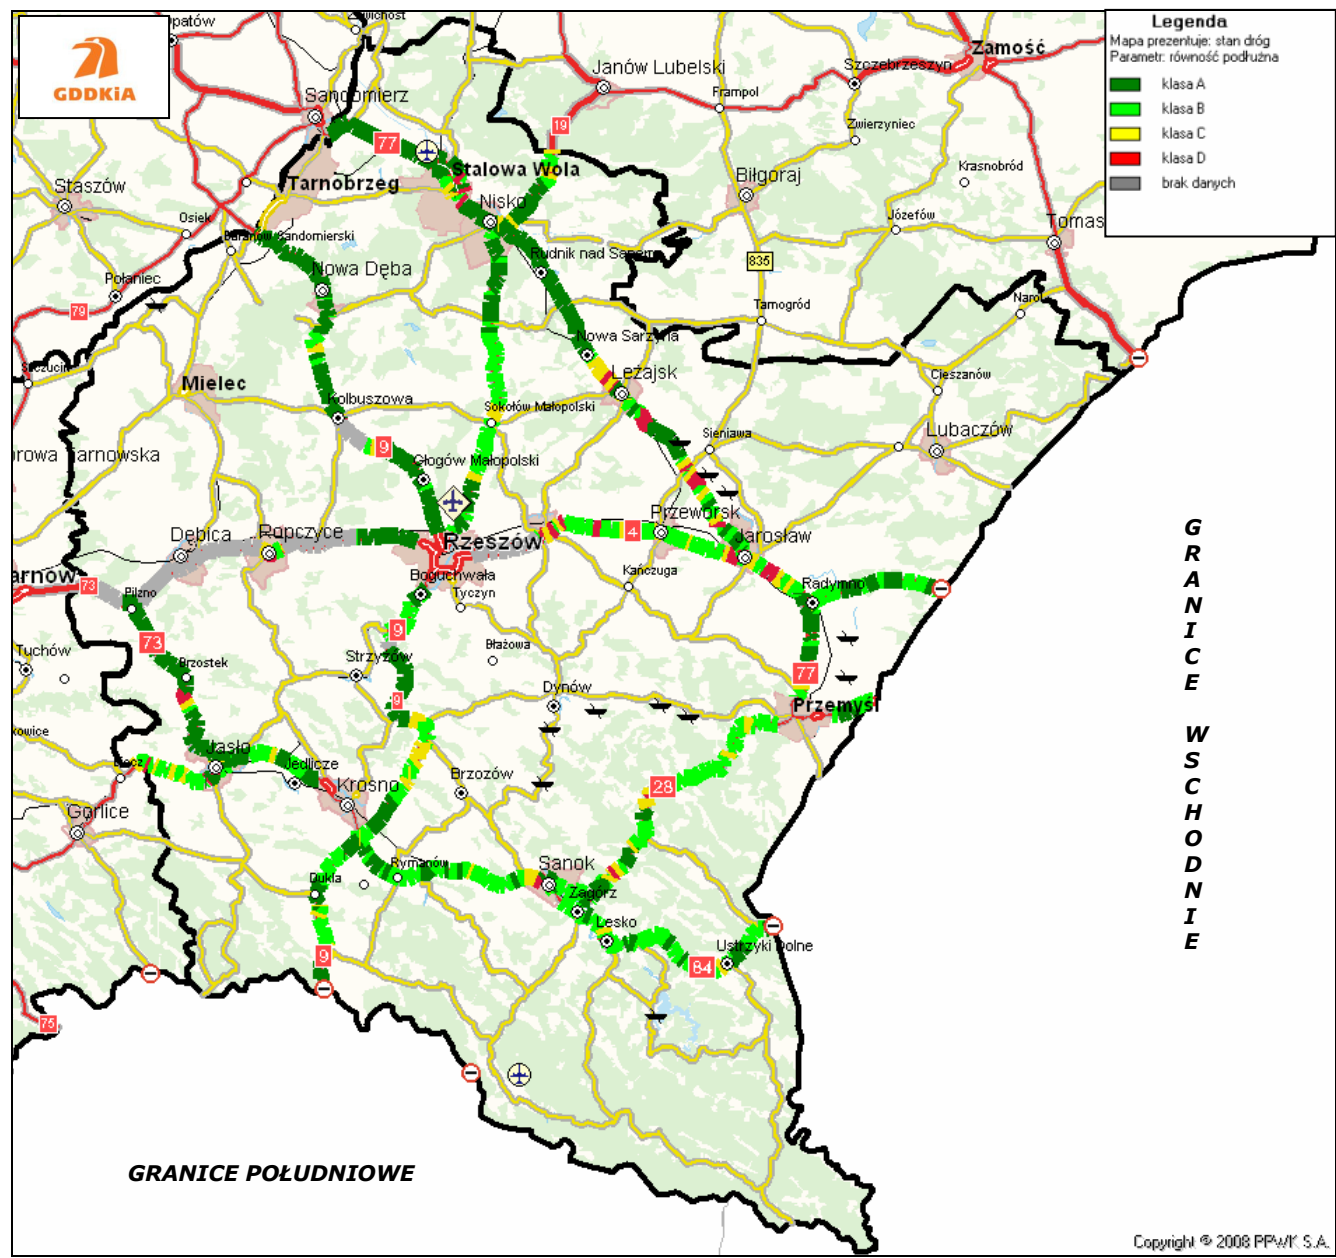 GDDKiA
Legenda
Mapa prezentuje: stan dróg
Parametr: równość podłużna
klasa A
klasa B
klasa C
klasa D
brak danych
Sandomierz
Janów Lubelski
Szczebrzeszyn
Zamość
Frampol
Zwierzyniec
Krasnobród
77
19
Stalowa Wola
Tarnobrzeg
Staszów
Nisko
Biłgoraj
Józefów
Tomas
Osiek
Baranów Sandomierski
Rudnik nad Sanem
835
Nowa Dęba
Połaniec
79
Tarnogród
Narol
Nowa Sarzyna
Szczucin
Mielec
Leżajsk
Cieszanów
Kolbuszowa
Sokołów Małopolski
Sieniawa
Lubaczów
9
Głogów Małopolski
Dębica
Ropczyce
Przeworsk
4
Rzeszów
Jarosław
Boguchwała
Kańczuga
73
Pilzno
Tyczyn
Radymno
9
73
Błażowa
Tuchów
Brzostek
Strzyżów
77
Dynów
9
Przemyśl
Jasło
Jedlicze
Brzozów
28
Krosno
Gorlice
Rymanów
Sanok
Dukla
Zagórz
Lesko
Ustrzyki Dolne
9
84
75
GRANICE WSCHODNIE
GRANICE POŁUDNIOWE
Copyright © 2008 PPWK S.A.